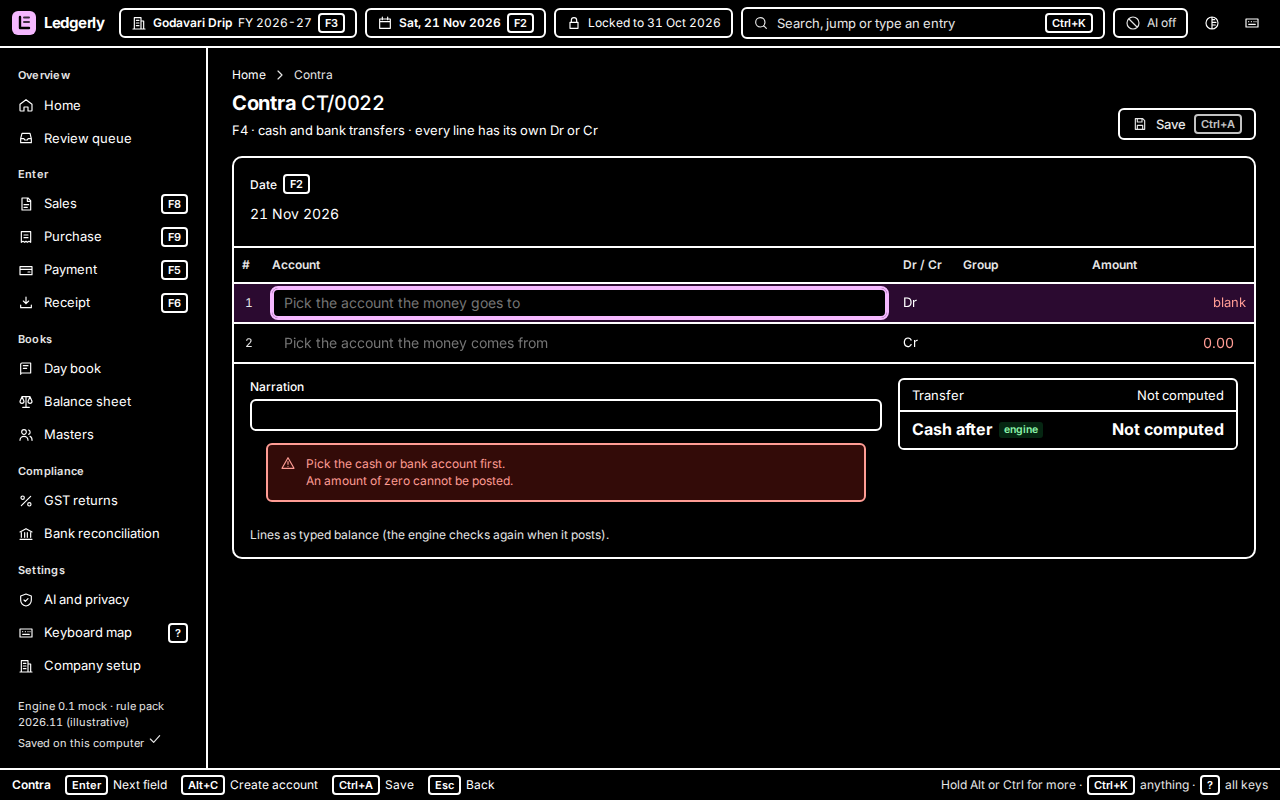 Ledgerly
Godavari Drip FY 2026-27 F3
Sat, 21 Nov 2026 F2
Locked to 31 Oct 2026
Search, jump or type an entry Ctrl+K
AI off
Overview
Home
Review queue
Enter
Sales F8
Purchase F9
Payment F5
Receipt F6
Books
Day book
Balance sheet
Masters
Compliance
GST returns
Bank reconciliation
Settings
AI and privacy
Keyboard map ?
Company setup
Engine 0.1 mock · rule pack
2026.11 (illustrative)
Saved on this computer
Home Contra
Contra CT/0022
F4 · cash and bank transfers · every line has its own Dr or Cr
Save Ctrl+A
Date F2
21 Nov 2026
# Account Dr / Cr Group Amount
1 Pick the account the money goes to Dr blank
2 Pick the account the money comes from Cr 0.00
Narration
Pick the cash or bank account first.
An amount of zero cannot be posted.
Lines as typed balance (the engine checks again when it posts).
Transfer Not computed
Cash after engine Not computed
Contra Enter Next field Alt+C Create account Ctrl+A Save Esc Back
Hold Alt or Ctrl for more · Ctrl+K anything · ? all keys